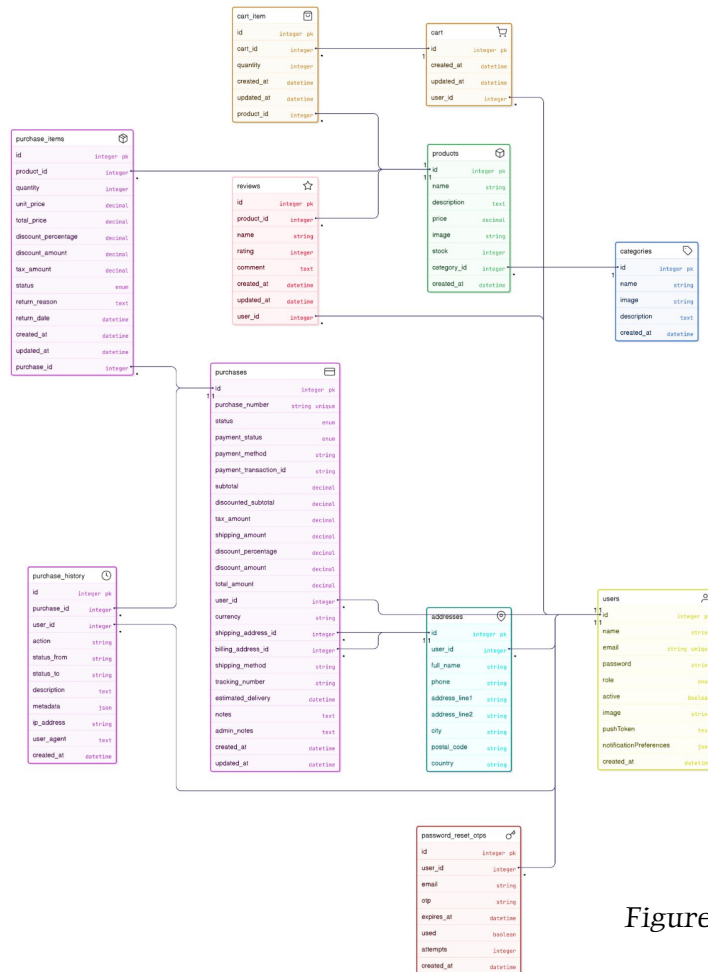 cart_item
id integer pk
cart_id integer
quantity integer
created_at datetime
updated_at datetime
product_id integer
cart
id integer pk
created_at datetime
updated_at datetime
user_id integer
purchase_items
id integer pk
product_id integer
quantity integer
unit_price decimal
total_price decimal
discount_percentage decimal
discount_amount decimal
tax_amount decimal
status enum
return_reason text
return_date datetime
created_at datetime
updated_at datetime
purchase_id integer
reviews
id integer pk
product_id integer
name string
rating integer
comment text
created_at datetime
updated_at datetime
user_id integer
products
id integer pk
name string
description text
price decimal
image string
stock integer
category_id integer
created_at datetime
categories
id integer pk
name string
image string
description text
created_at datetime
purchases
id integer pk
purchase_number string unique
status enum
payment_status enum
payment_method string
payment_transaction_id string
subtotal decimal
discounted_subtotal decimal
tax_amount decimal
shipping_amount decimal
discount_percentage decimal
discount_amount decimal
total_amount decimal
user_id integer
currency string
shipping_address_id integer
billing_address_id integer
shipping_method string
tracking_number string
estimated_delivery datetime
notes text
admin_notes text
created_at datetime
updated_at datetime
purchase_history
id integer pk
purchase_id integer
user_id integer
action string
status_from string
status_to string
description text
metadata json
ip_address string
user_agent text
created_at datetime
addresses
id integer pk
user_id integer
full_name string
phone string
address_line1 string
address_line2 string
city string
postal_code string
country string
users
id integer
name
email string
password
role
active
image
pushToken
notificationPreferences
created_at
password_reset_otps
id integer pk
user_id integer
email string
otp string
expires_at datetime
used boolean
attempts integer
created_at datetime
Figure